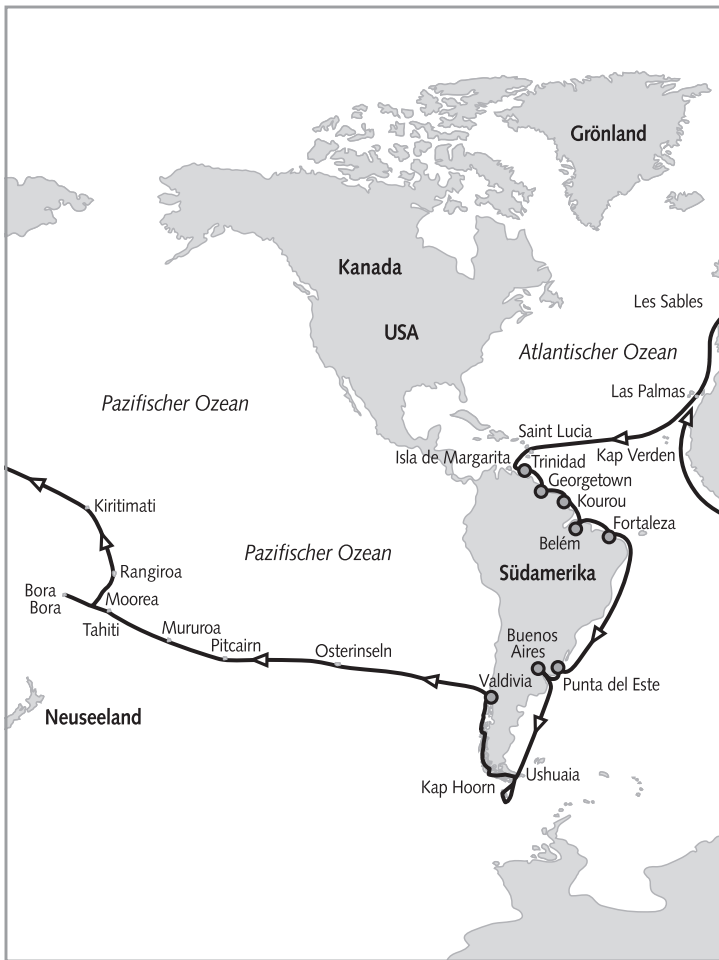 Grönland
Kanada
Les Sables
USA
Atlantischer Ozean
Las Palmas
Pazifischer Ozean
Saint Lucia
Kap Verden
Isla de Margarita
Trinidad
Georgetown
Kourou
Kiritimati
Fortaleza
Belém
Pazifischer Ozean
Rangiroa
Südamerika
Bora
Bora
Moorea
Tahiti
Mururoa
Pitcairn
Osterinseln
Buenos
Aires
Valdivia
Punta del Este
Neuseeland
Ushuaia
Kap Hoorn